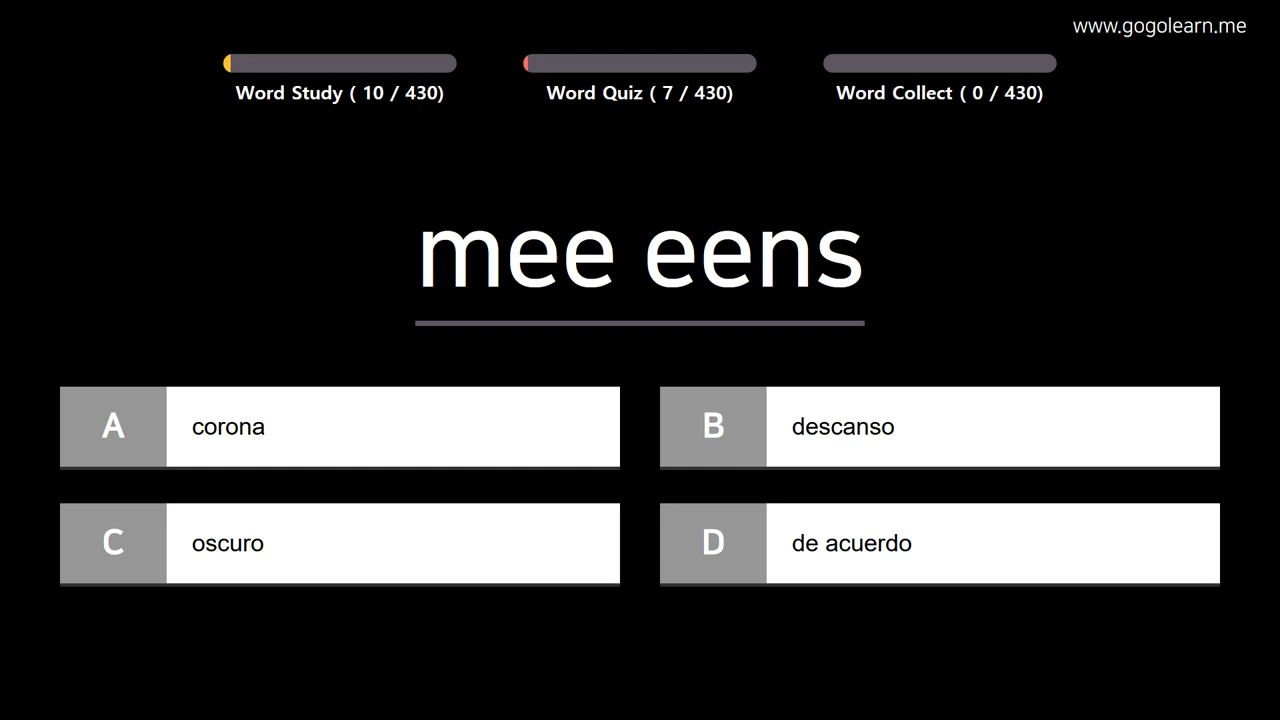 www.gogolearn.me
Word Study ( 10 / 430)
Word Quiz ( 7 / 430)
Word Collect ( 0 / 430)
mee eens
A corona
B descanso
C oscuro
D de acuerdo